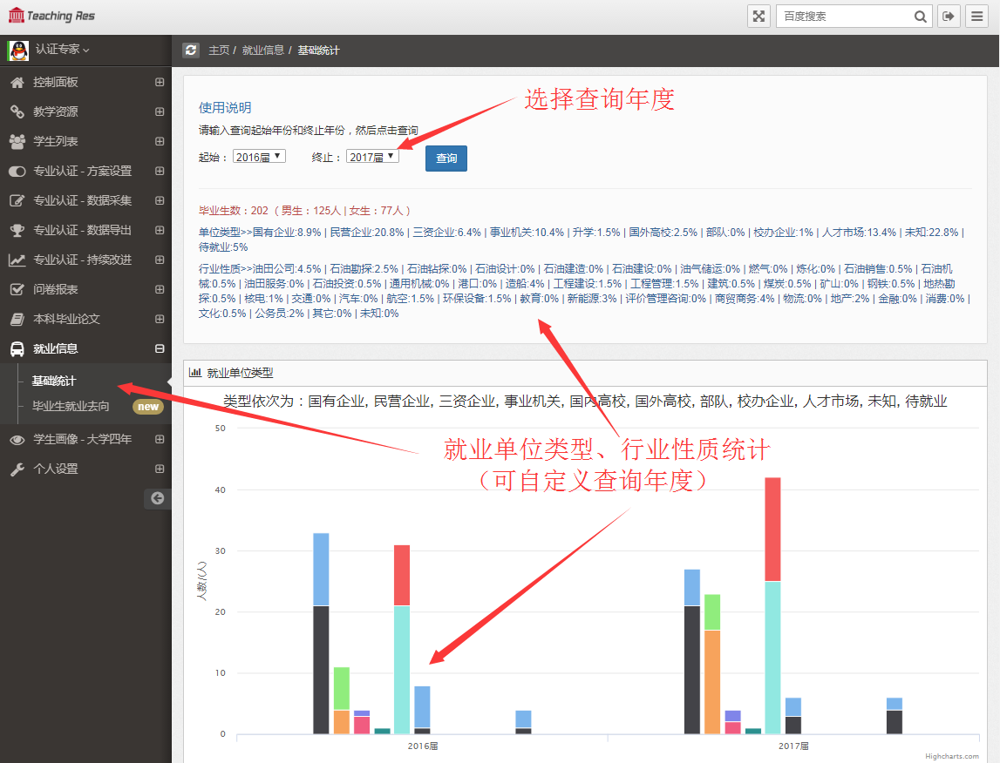 Teaching Res
百度搜索
认证专家
主页 / 就业信息 / 基础统计
控制面板
教学资源
学生列表
专业认证 - 方案设置
专业认证 - 数据采集
专业认证 - 数据导出
专业认证 - 持续改进
问卷报表
本科毕业论文
就业信息
基础统计
毕业生就业去向 new
学生画像 - 大学四年
个人设置
使用说明
选择查询年度
请输入查询起始年份和终止年份，然后点击查询
起始： 2016届 终止： 2017届 查询
毕业生数：202 （ 男生：125人 | 女生：77人 ）
单位类型>>国有企业:8.9% | 民营企业:20.8% | 三资企业:6.4% | 事业机关:10.4% | 升学:1.5% | 国外高校:2.5% | 部队:0% | 校办企业:1% | 人才市场:13.4% | 未知:22.8% |
待就业:5%
行业性质>>油田公司:4.5% | 石油勘探:2.5% | 石油钻探:0% | 石油设计:0% | 石油建造:0% | 石油建设:0% | 油气储运:0% | 燃气:0% | 炼化:0% | 石油销售:0.5% | 石油机
械:0.5% | 油田服务:0% | 石油投资:0.5% | 通用机械:0% | 港口:0% | 造船:4% | 工程建设:1.5% | 工程管理:1.5% | 建筑:0.5% | 煤炭:0.5% | 矿山:0% | 钢铁:0.5% | 地热勘
探:0.5% | 核电:1% | 交通:0% | 汽车:0% | 航空:1.5% | 环保设备:1.5% | 教育:0% | 新能源:3% | 评价管理咨询:0% | 商贸商务:4% | 物流:0% | 地产:2% | 金融:0% | 消费:0% |
文化:0.5% | 公务员:2% | 其它:0% | 未知:0%
就业单位类型
类型依次为：国有企业, 民营企业, 三资企业, 事业机关, 国内高校, 国外高校, 部队, 校办企业, 人才市场, 未知, 待就业
就业单位类型、行业性质统计
（可自定义查询年度）
人数/(人)
50
40
30
20
10
0
2016届
2017届
Highcharts.com